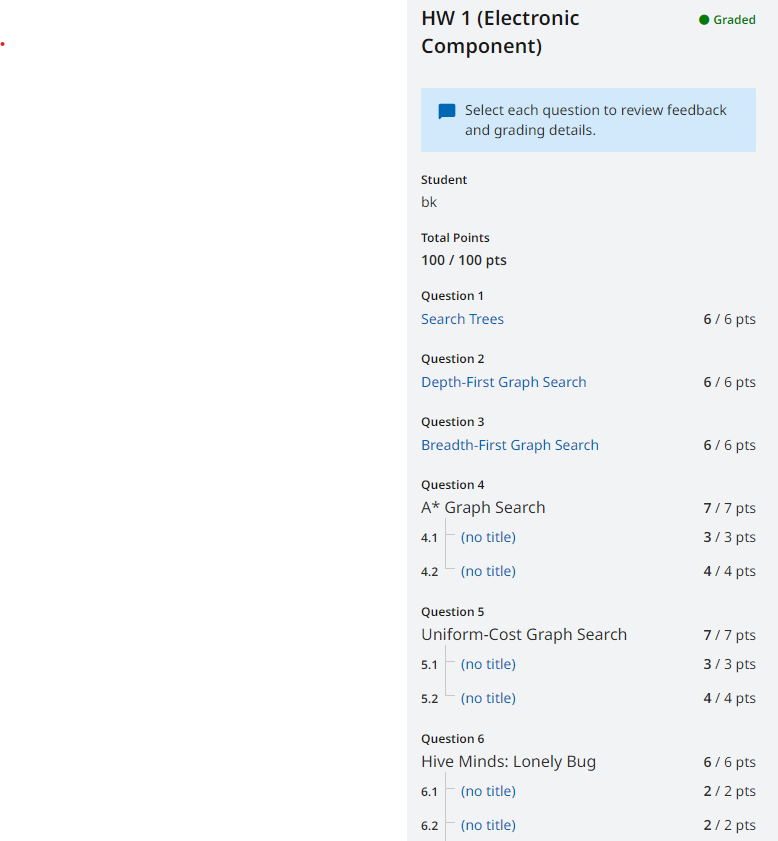 HW 1 (Electronic
Component)
Graded
Select each question to review feedback
and grading details.
Student
bk
Total Points
100 / 100 pts
Question 1
Search Trees 6 / 6 pts
Question 2
Depth-First Graph Search 6 / 6 pts
Question 3
Breadth-First Graph Search 6 / 6 pts
Question 4
A* Graph Search 7 / 7 pts
4.1 (no title) 3 / 3 pts
4.2 (no title) 4 / 4 pts
Question 5
Uniform-Cost Graph Search 7 / 7 pts
5.1 (no title) 3 / 3 pts
5.2 (no title) 4 / 4 pts
Question 6
Hive Minds: Lonely Bug 6 / 6 pts
6.1 (no title) 2 / 2 pts
6.2 (no title) 2 / 2 pts